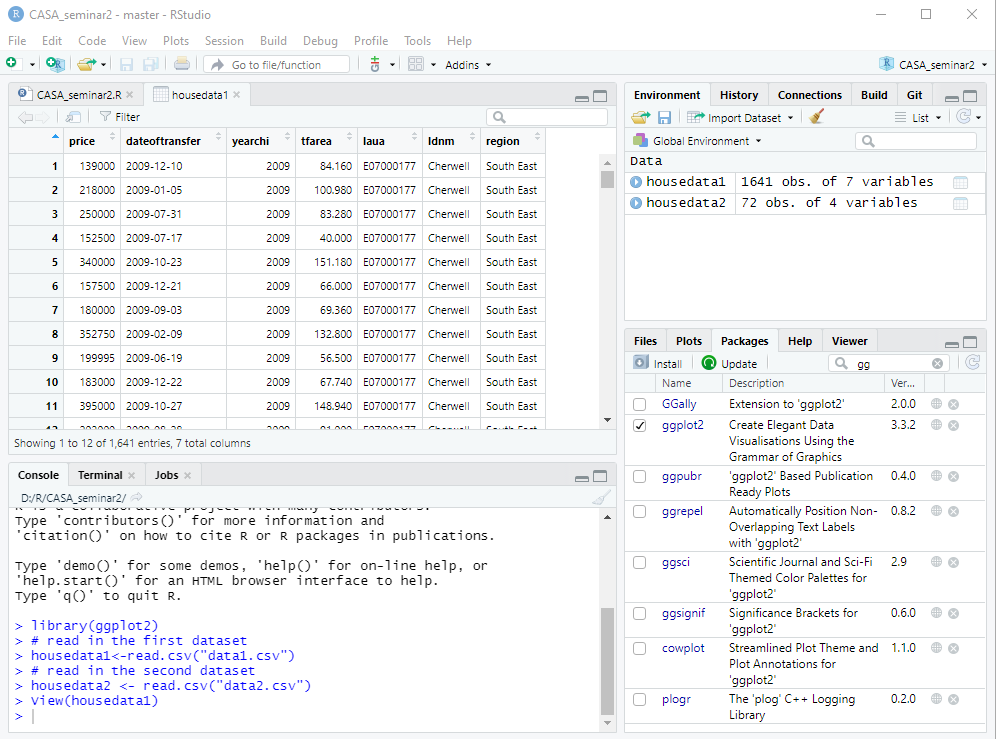 CASA_seminar2 - master - RStudio
File Edit Code View Plots Session Build Debug Profile Tools Help
Go to file/function Addins CASA_seminar2
CASA_seminar2.R housedata1
Filter
price dateoftransfer yearchi tfarea laua ldnm region
1 139000 2009-12-10 2009 84.160 E07000177 Cherwell South East
2 218000 2009-01-05 2009 100.980 E07000177 Cherwell South East
3 250000 2009-07-31 2009 83.280 E07000177 Cherwell South East
4 152500 2009-07-17 2009 40.000 E07000177 Cherwell South East
5 340000 2009-10-23 2009 151.180 E07000177 Cherwell South East
6 157500 2009-12-21 2009 66.000 E07000177 Cherwell South East
7 180000 2009-09-03 2009 69.360 E07000177 Cherwell South East
8 352750 2009-02-09 2009 132.800 E07000177 Cherwell South East
9 199995 2009-06-19 2009 56.500 E07000177 Cherwell South East
10 183000 2009-12-22 2009 67.740 E07000177 Cherwell South East
11 395000 2009-10-27 2009 148.940 E07000177 Cherwell South East
Showing 1 to 12 of 1,641 entries, 7 total columns
Console Terminal Jobs
D:/R/CASA_seminar2/
R is a collaborative project with many contributors.
Type 'contributors()' for more information and
'citation()' on how to cite R or R packages in publications.
Type 'demo()' for some demos, 'help()' for on-line help, or
'help.start()' for an HTML browser interface to help.
Type 'q()' to quit R.
> library(ggplot2)
> # read in the first dataset
> housedata1<-read.csv("data1.csv")
> # read in the second dataset
> housedata2 <- read.csv("data2.csv")
> View(housedata1)
>
Environment History Connections Build Git
Import Dataset List
Global Environment
Data
housedata1 1641 obs. of 7 variables
housedata2 72 obs. of 4 variables
Files Plots Packages Help Viewer
Install Update gg
Name Description Ver...
GGally Extension to 'ggplot2' 2.0.0
ggplot2 Create Elegant Data 3.3.2
Visualisations Using the
Grammar of Graphics
ggpubr 'ggplot2' Based Publication 0.4.0
Ready Plots
ggrepel Automatically Position Non- 0.8.2
Overlapping Text Labels
with 'ggplot2'
ggsci Scientific Journal and Sci-Fi 2.9
Themed Color Palettes for
'ggplot2'
ggsignif Significance Brackets for 0.6.0
'ggplot2'
cowplot Streamlined Plot Theme and 1.1.0
Plot Annotations for
'ggplot2'
plogr The 'plog' C++ Logging 0.2.0
Library